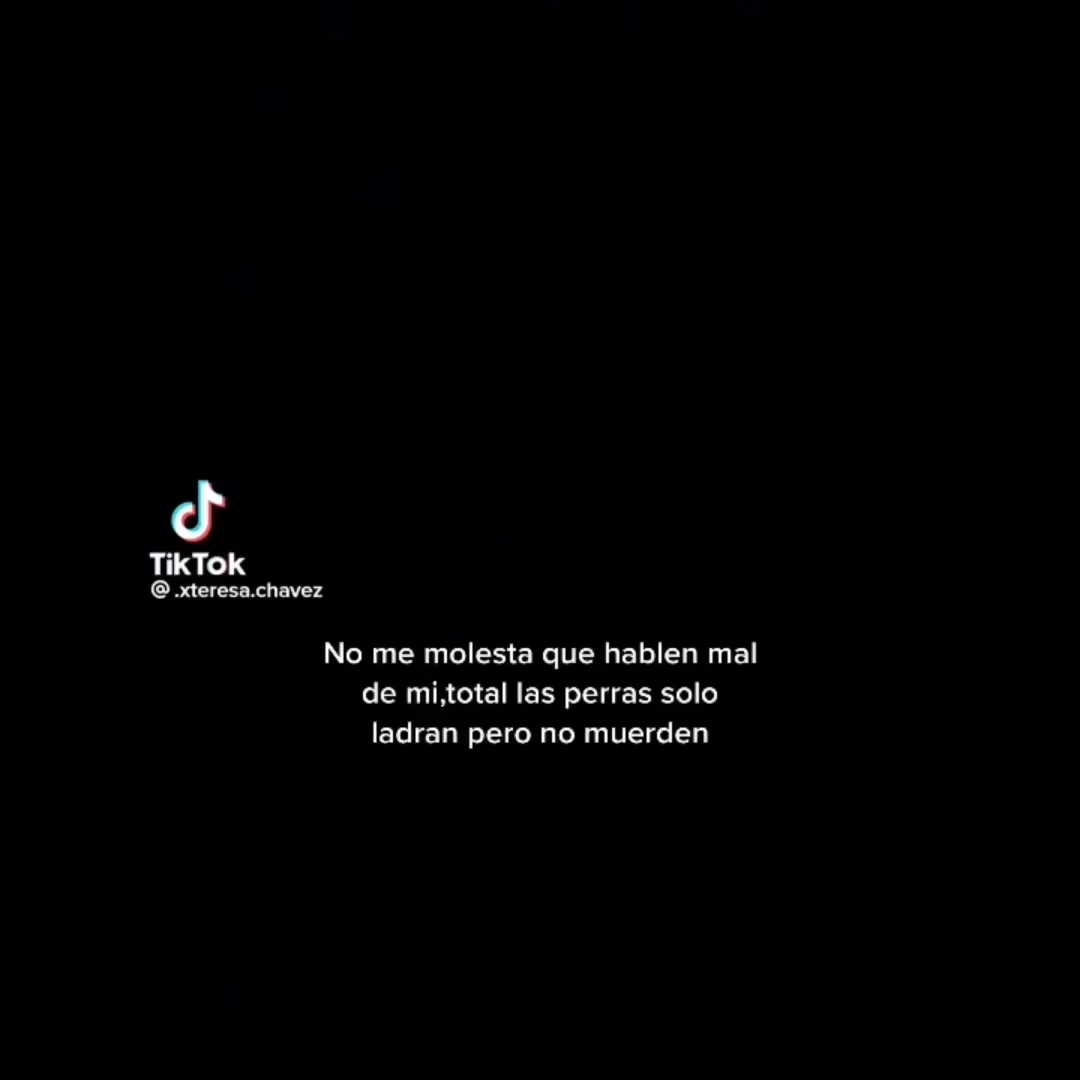 TikTok
@ .xteresa.chavez
No me molesta que hablen mal
de mi,total las perras solo
ladran pero no muerden